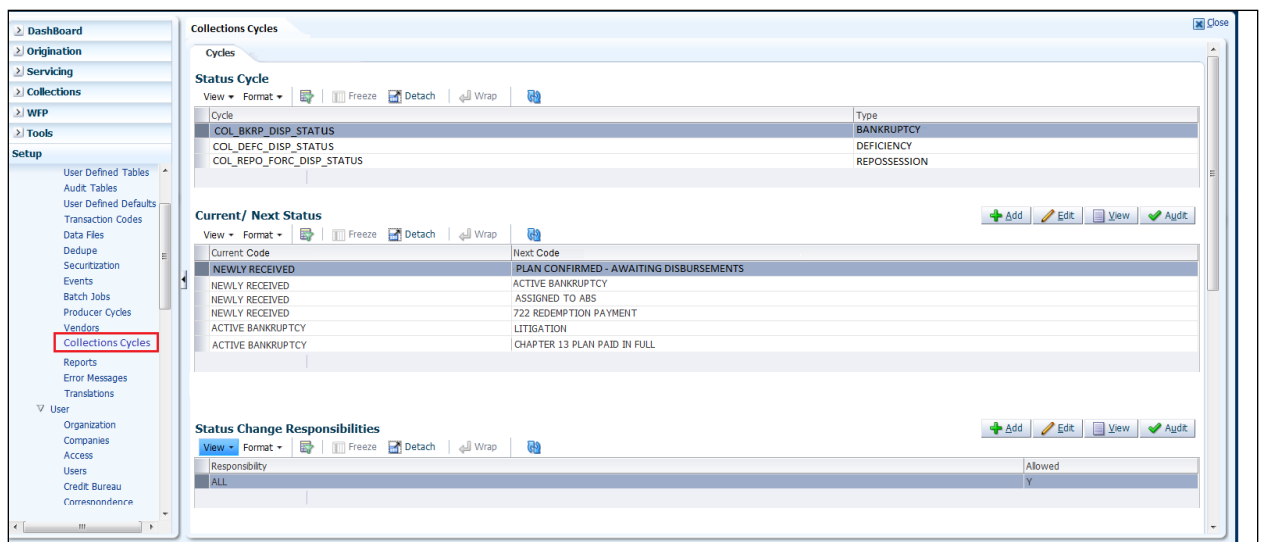 DashBoard
Origination
Servicing
Collections
WFP
Tools
Setup
User Defined Tables
Audit Tables
User Defined Defaults
Transaction Codes
Data Files
Dedupe
Securitization
Events
Batch Jobs
Producer Cycles
Vendors
Collections Cycles
Reports
Error Messages
Translations
User
Organization
Companies
Access
Users
Credit Bureau
Correspondence
Collections Cycles Close
Cycles
Status Cycle
View Format Freeze Detach Wrap
Cycle Type
COL_BKRP_DISP_STATUS BANKRUPTCY
COL_DEFC_DISP_STATUS DEFICIENCY
COL_REPO_FORC_DISP_STATUS REPOSSESSION
Current/ Next Status Add Edit View Audit
View Format Freeze Detach Wrap
Current Code Next Code
NEWLY RECEIVED PLAN CONFIRMED - AWAITING DISBURSEMENTS
NEWLY RECEIVED ACTIVE BANKRUPTCY
NEWLY RECEIVED ASSIGNED TO ABS
NEWLY RECEIVED 722 REDEMPTION PAYMENT
ACTIVE BANKRUPTCY LITIGATION
ACTIVE BANKRUPTCY CHAPTER 13 PLAN PAID IN FULL
Status Change Responsibilities Add Edit View Audit
View Format Freeze Detach Wrap
Responsibility Allowed
ALL Y